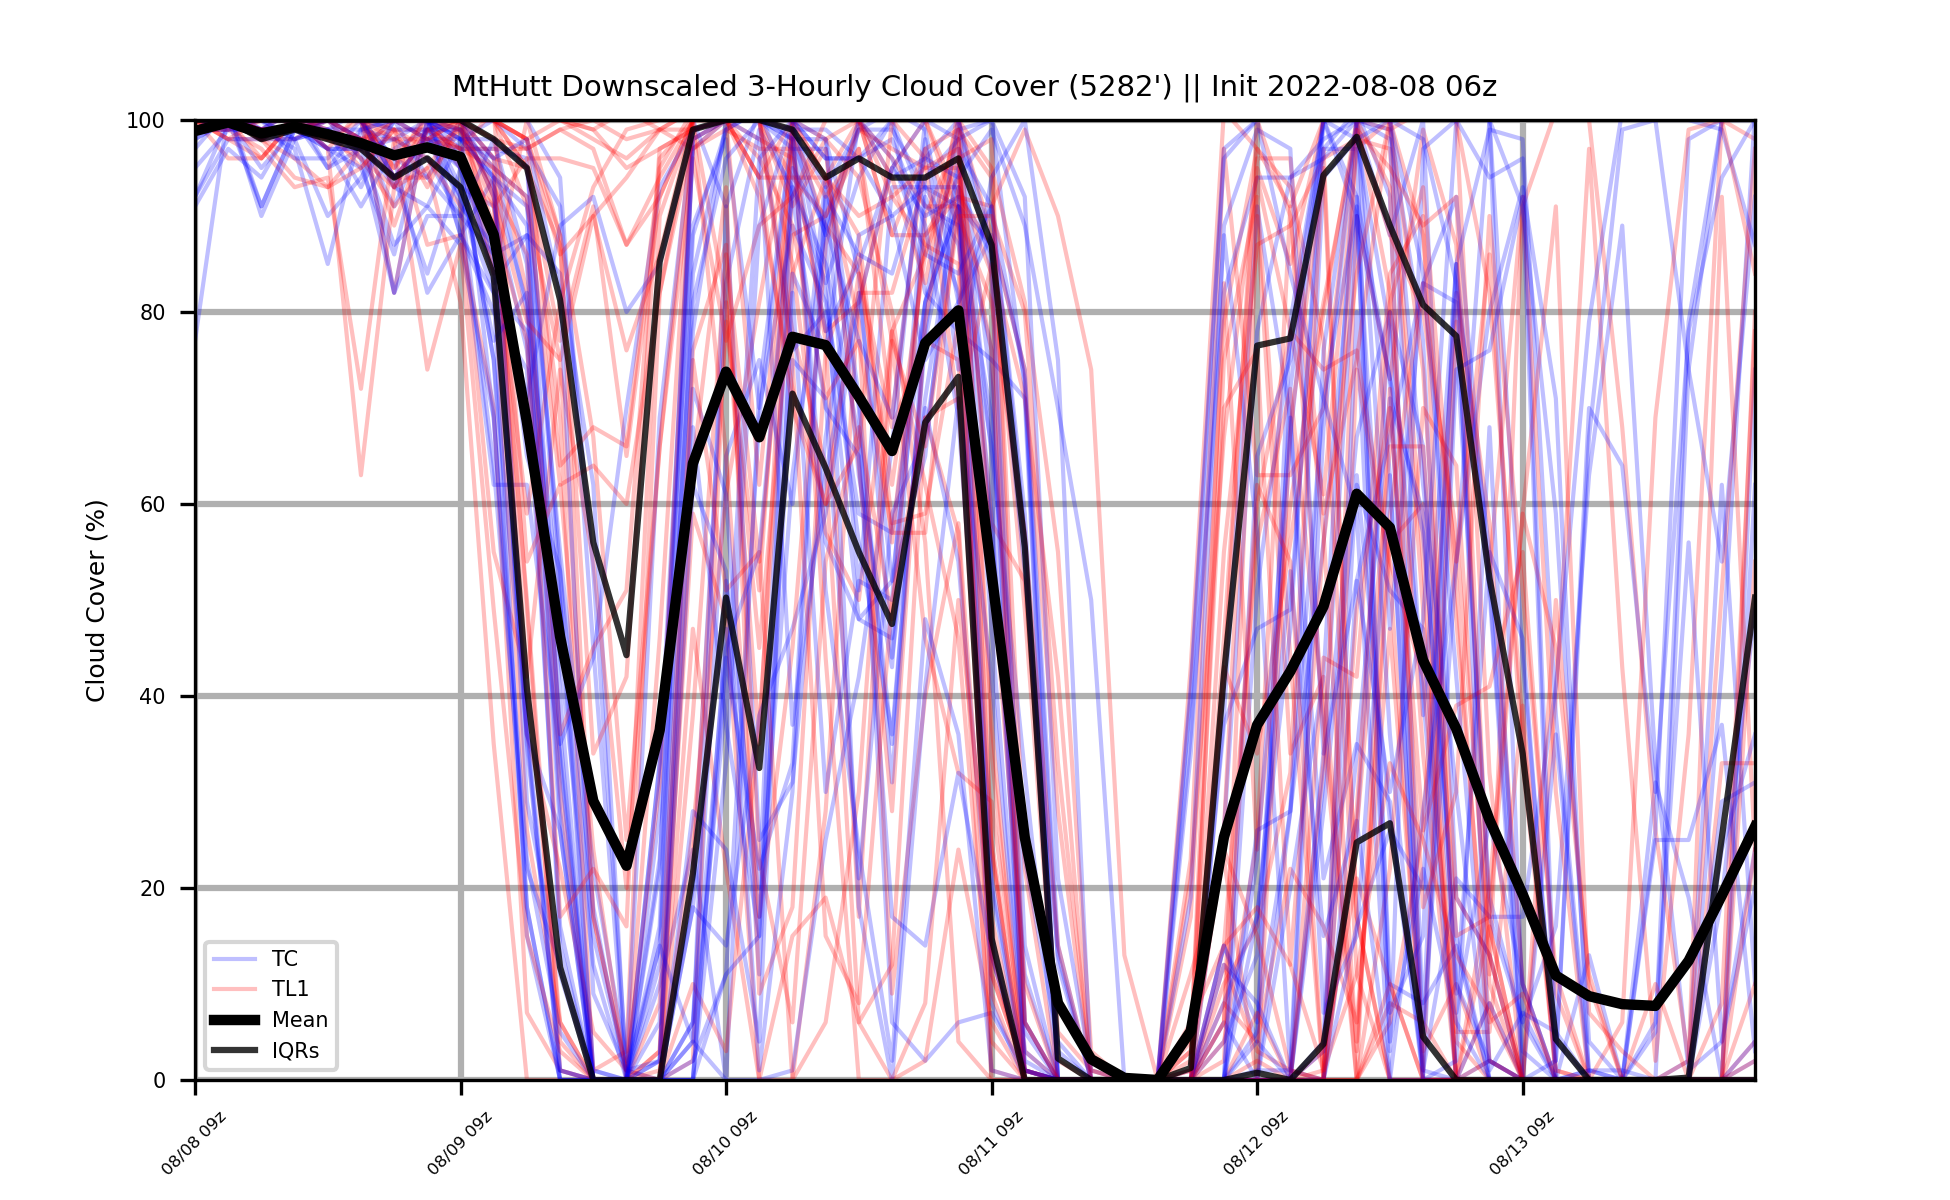 MtHutt Downscaled 3-Hourly Cloud Cover (5282') || Init 2022-08-08 06z
Cloud Cover (%)
100
80
60
40
20
0
TC
TL1
Mean
IQRs
08/08 09z
08/09 09z
08/10 09z
08/11 09z
08/12 09z
08/13 09z